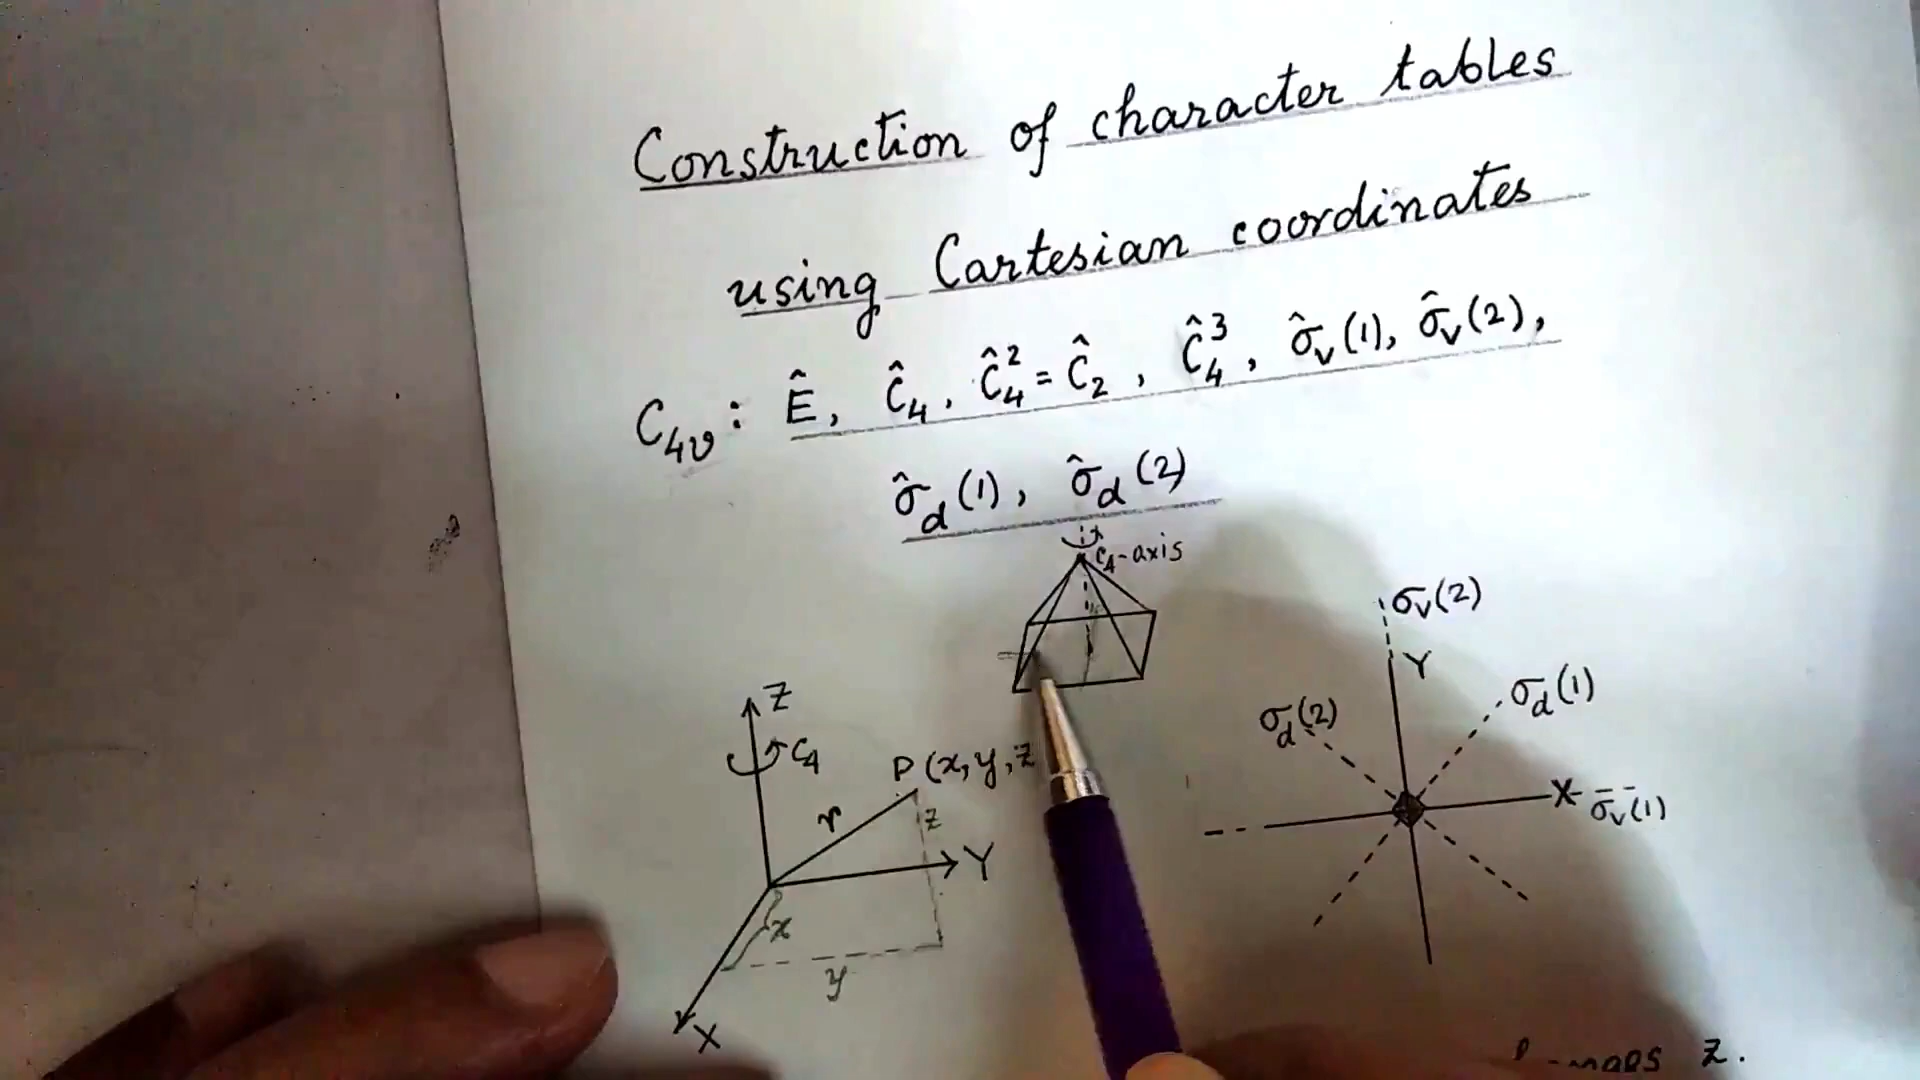 Construction of character tables
using Cartesian coordinates
C₄ᵥ : Ê, Ĉ₄, Ĉ₄² = Ĉ₂, Ĉ₄³, σ̂ᵥ(1), σ̂ᵥ(2),
σ̂d(1), σ̂d(2)
C₄-axis
Z
C₄
P(x, y, z
r
z
Y
x
y
X
σᵥ(2)
Y
σd(1)
σd(2)
X
σᵥ(1)
z.